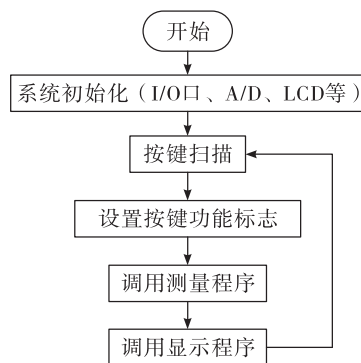 开始
系统初始化（I/O口、A/D、LCD等）
按键扫描
设置按键功能标志
调用测量程序
调用显示程序